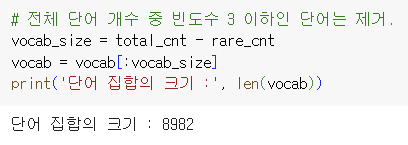 # 전체 단어 개수 중 빈도수 3 이하인 단어는 제거.
vocab_size = total_cnt - rare_cnt
vocab = vocab[:vocab_size]
print('단어 집합의 크기 :', len(vocab))
단어 집합의 크기 : 8982